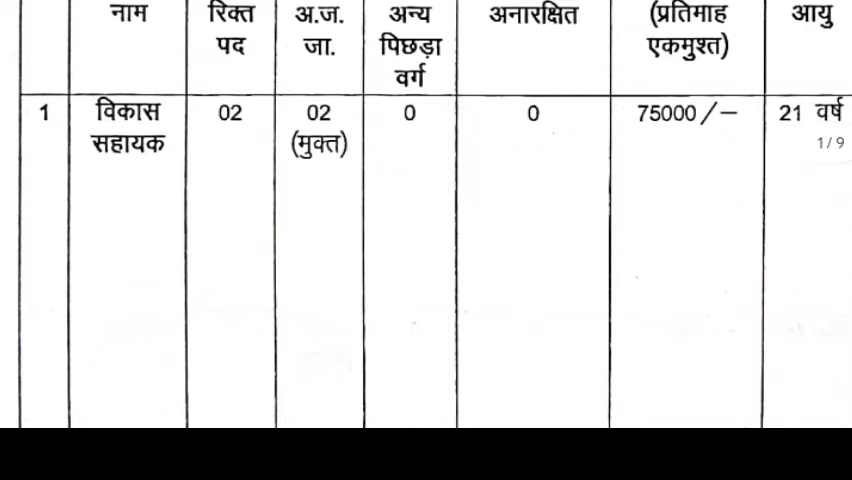 नाम रिक्त अ.ज. अन्य अनारक्षित (प्रतिमाह आयु
पद जा. पिछड़ा एकमुश्त)
वर्ग
1 विकास 02 02 0 0 75000/– 21 वर्ष
सहायक (मुक्त) 1/9